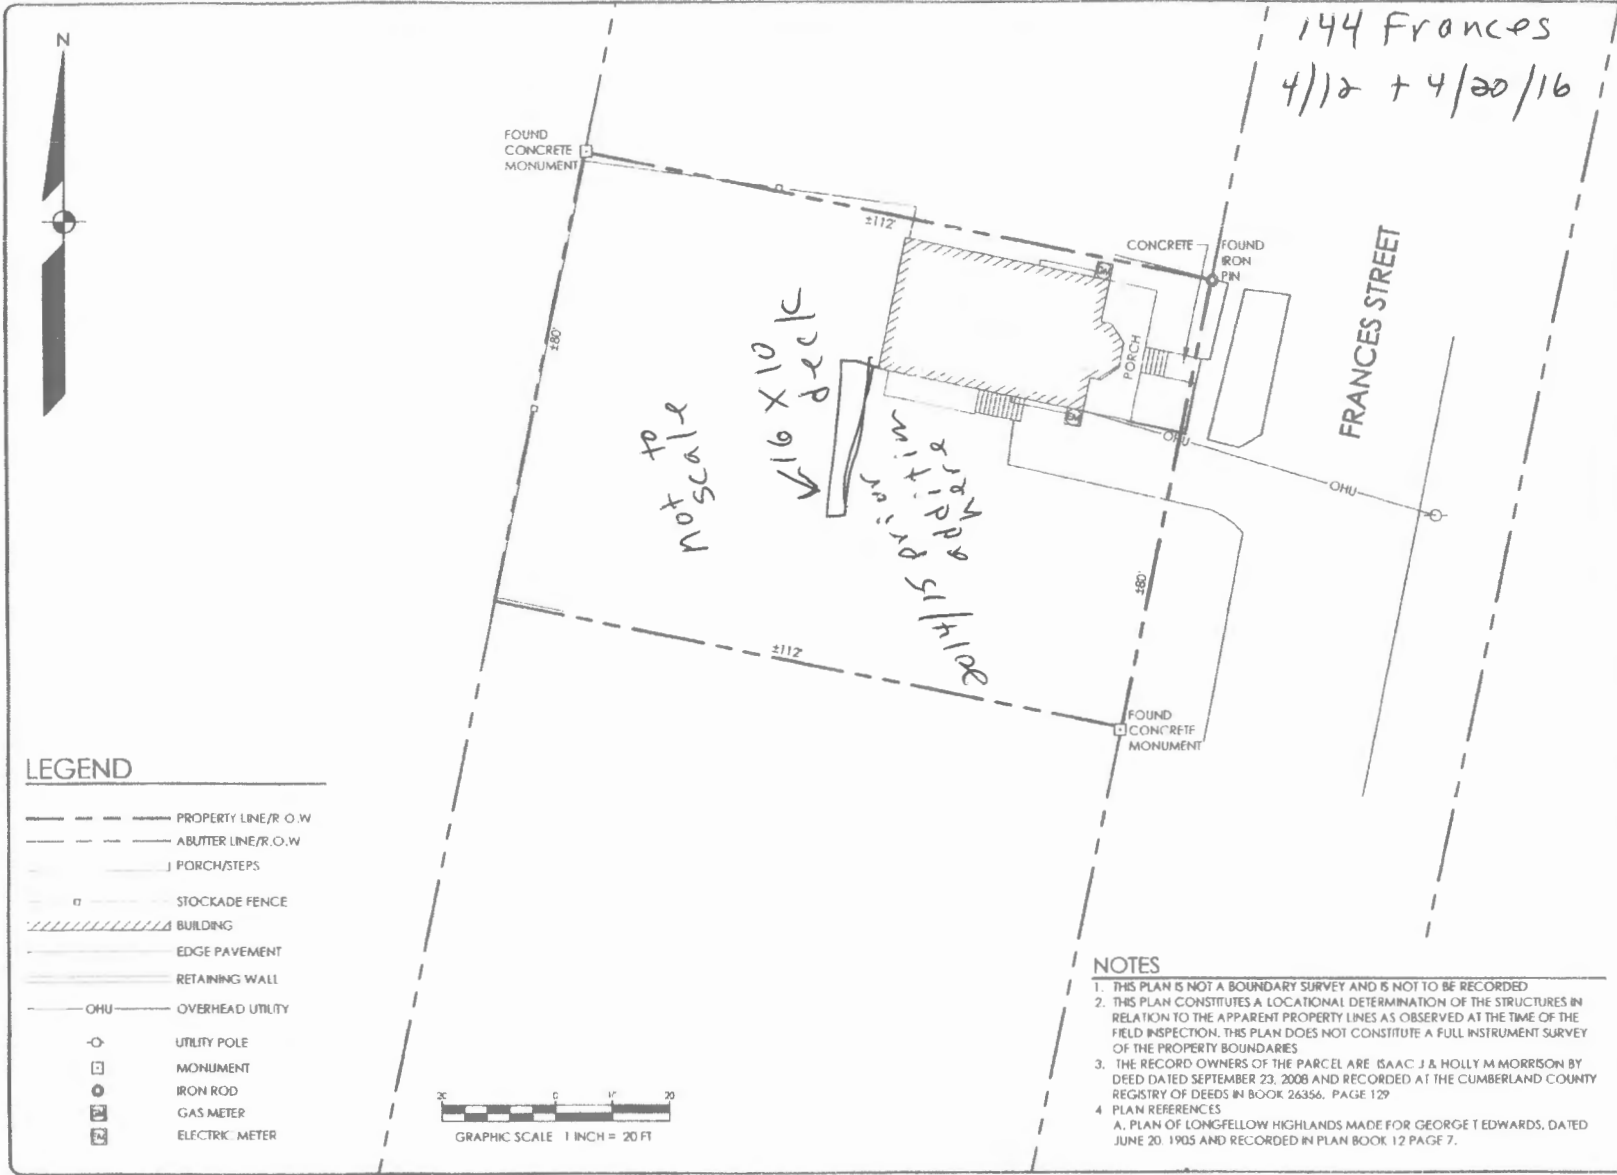 144 Frances
4/12 + 4/20/16
N
FOUND
CONCRETE
MONUMENT
±112'
CONCRETE
FOUND
IRON
PIN
FRANCES STREET
PORCH
±80'
16 X 10
deck
not to
scale
2014/15 prior
addition
here
OHU
OHU
±80'
±112'
FOUND
CONCRETE
MONUMENT
LEGEND
PROPERTY LINE/R.O.W
ABUTTER LINE/R.O.W
PORCH/STEPS
STOCKADE FENCE
BUILDING
EDGE PAVEMENT
RETAINING WALL
OHU OVERHEAD UTILITY
UTILITY POLE
MONUMENT
IRON ROD
GAS METER
ELECTRIC METER
20 0 10 20
GRAPHIC SCALE 1 INCH = 20 FT
NOTES
1. THIS PLAN IS NOT A BOUNDARY SURVEY AND IS NOT TO BE RECORDED
2. THIS PLAN CONSTITUTES A LOCATIONAL DETERMINATION OF THE STRUCTURES IN
RELATION TO THE APPARENT PROPERTY LINES AS OBSERVED AT THE TIME OF THE
FIELD INSPECTION. THIS PLAN DOES NOT CONSTITUTE A FULL INSTRUMENT SURVEY
OF THE PROPERTY BOUNDARIES
3. THE RECORD OWNERS OF THE PARCEL ARE ISAAC J & HOLLY M MORRISON BY
DEED DATED SEPTEMBER 23, 2008 AND RECORDED AT THE CUMBERLAND COUNTY
REGISTRY OF DEEDS IN BOOK 26356, PAGE 129
4 PLAN REFERENCES
A. PLAN OF LONGFELLOW HIGHLANDS MADE FOR GEORGE T EDWARDS, DATED
JUNE 20, 1905 AND RECORDED IN PLAN BOOK 12 PAGE 7.